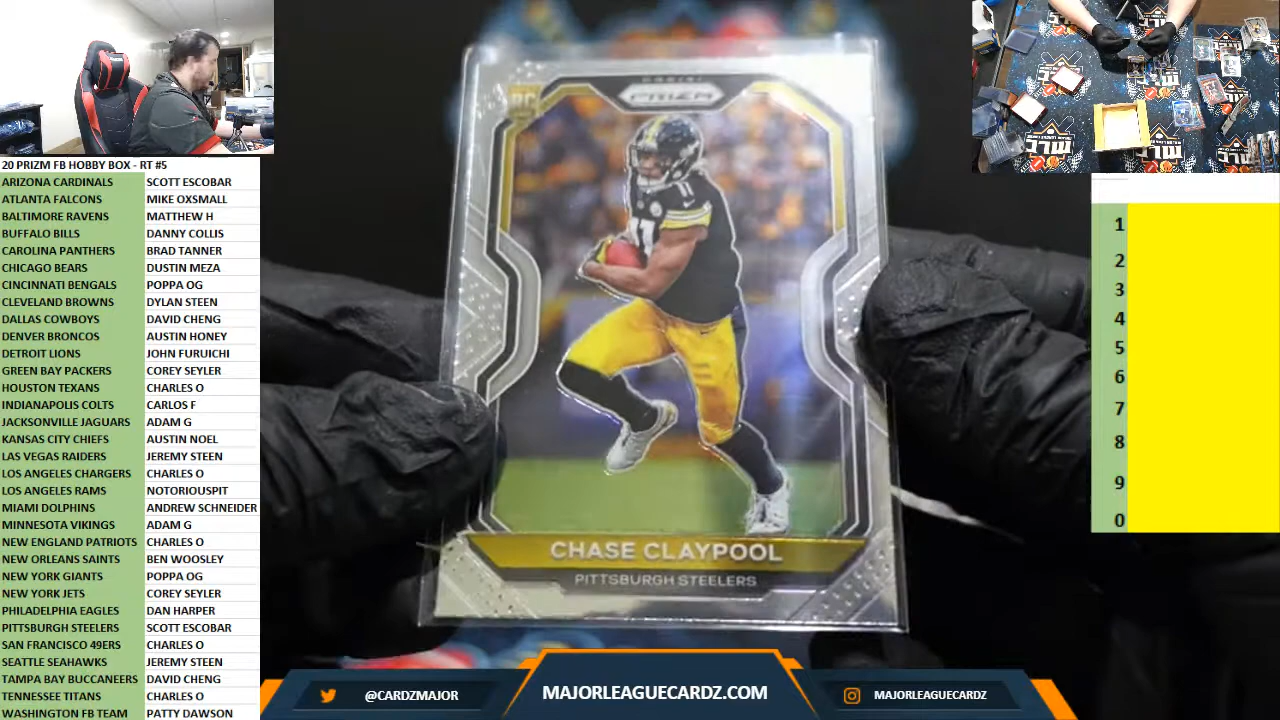 20 PRIZM FB HOBBY BOX - RT #5
ARIZONA CARDINALS SCOTT ESCOBAR
ATLANTA FALCONS MIKE OXSMALL
BALTIMORE RAVENS MATTHEW H
BUFFALO BILLS DANNY COLLIS
CAROLINA PANTHERS BRAD TANNER
CHICAGO BEARS DUSTIN MEZA
CINCINNATI BENGALS POPPA OG
CLEVELAND BROWNS DYLAN STEEN
DALLAS COWBOYS DAVID CHENG
DENVER BRONCOS AUSTIN HONEY
DETROIT LIONS JOHN FURUICHI
GREEN BAY PACKERS COREY SEYLER
HOUSTON TEXANS CHARLES O
INDIANAPOLIS COLTS CARLOS F
JACKSONVILLE JAGUARS ADAM G
KANSAS CITY CHIEFS AUSTIN NOEL
LAS VEGAS RAIDERS JEREMY STEEN
LOS ANGELES CHARGERS CHARLES O
LOS ANGELES RAMS NOTORIOUSPIT
MIAMI DOLPHINS ANDREW SCHNEIDER
MINNESOTA VIKINGS ADAM G
NEW ENGLAND PATRIOTS CHARLES O
NEW ORLEANS SAINTS BEN WOOSLEY
NEW YORK GIANTS POPPA OG
NEW YORK JETS COREY SEYLER
PHILADELPHIA EAGLES DAN HARPER
PITTSBURGH STEELERS SCOTT ESCOBAR
SAN FRANCISCO 49ERS CHARLES O
SEATTLE SEAHAWKS JEREMY STEEN
TAMPA BAY BUCCANEERS DAVID CHENG
TENNESSEE TITANS CHARLES O
WASHINGTON FB TEAM PATTY DAWSON
RC
PANINI
PRIZM
11
11
CHASE CLAYPOOL
PITTSBURGH STEELERS
@CARDZMAJOR
MAJORLEAGUECARDZ.COM
MAJORLEAGUECARDZ
1
2
3
4
5
6
7
8
9
0